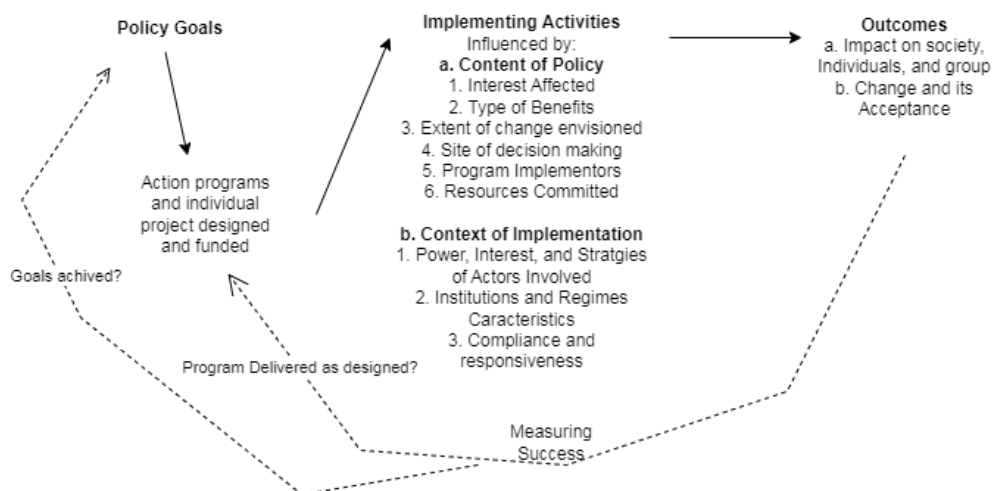 Policy Goals
Action programs
and individual
project designed
and funded
Goals achived?
Program Delivered as designed?
Implementing Activities
Influenced by:
a. Content of Policy
1. Interest Affected
2. Type of Benefits
3. Extent of change envisioned
4. Site of decision making
5. Program Implementors
6. Resources Committed
b. Context of Implementation
1. Power, Interest, and Stratgies
of Actors Involved
2. Institutions and Regimes
Caracteristics
3. Compliance and
responsiveness
Measuring
Success
Outcomes
a. Impact on society,
Individuals, and group
b. Change and its
Acceptance